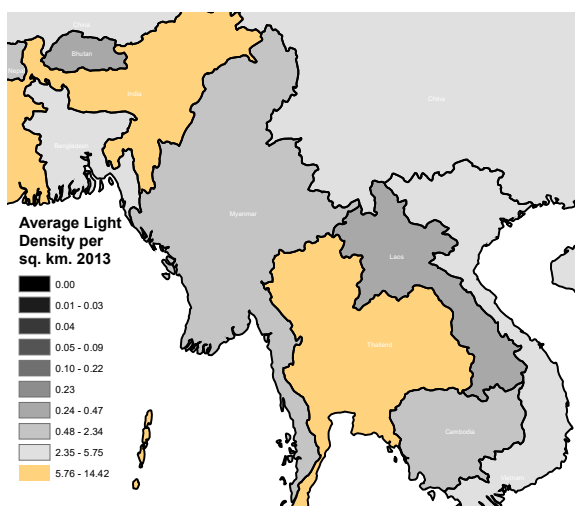 China
Bhutan
Nepal
India
China
Bangladesh
Myanmar
Laos
Thailand
Cambodia
Vietnam
Average Light
Density per
sq. km. 2013
0.00
0.01 - 0.03
0.04
0.05 - 0.09
0.10 - 0.22
0.23
0.24 - 0.47
0.48 - 2.34
2.35 - 5.75
5.76 - 14.42